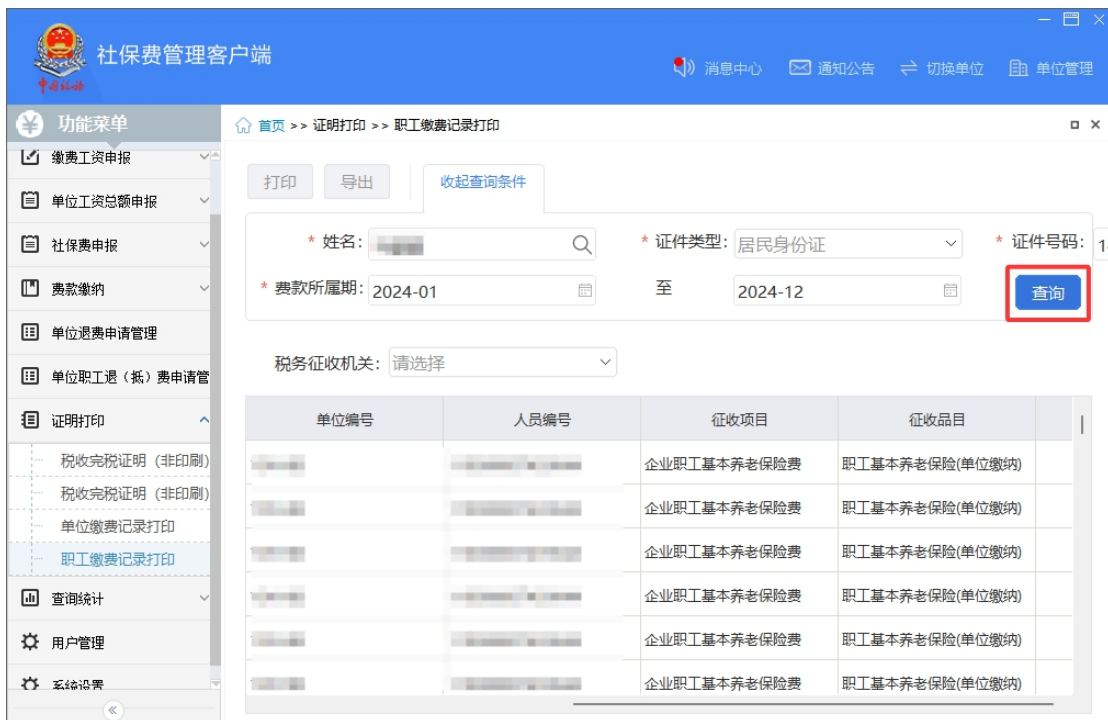 社保费管理客户端
中国税务
消息中心 通知公告 切换单位 单位管理
功能菜单
首页 >> 证明打印 >> 职工缴费记录打印
缴费工资申报
单位工资总额申报
社保费申报
费款缴纳
单位退费申请管理
单位职工退（抵）费申请管
证明打印
税收完税证明（非印刷）
税收完税证明（非印刷）
单位缴费记录打印
职工缴费记录打印
查询统计
用户管理
系统设置
打印 导出 收起查询条件
* 姓名： * 证件类型： 居民身份证 * 证件号码：
* 费款所属期： 2024-01 至 2024-12 查询
税务征收机关： 请选择
单位编号 人员编号 征收项目 征收品目
企业职工基本养老保险费 职工基本养老保险(单位缴纳)
企业职工基本养老保险费 职工基本养老保险(单位缴纳)
企业职工基本养老保险费 职工基本养老保险(单位缴纳)
企业职工基本养老保险费 职工基本养老保险(单位缴纳)
企业职工基本养老保险费 职工基本养老保险(单位缴纳)
企业职工基本养老保险费 职工基本养老保险(单位缴纳)